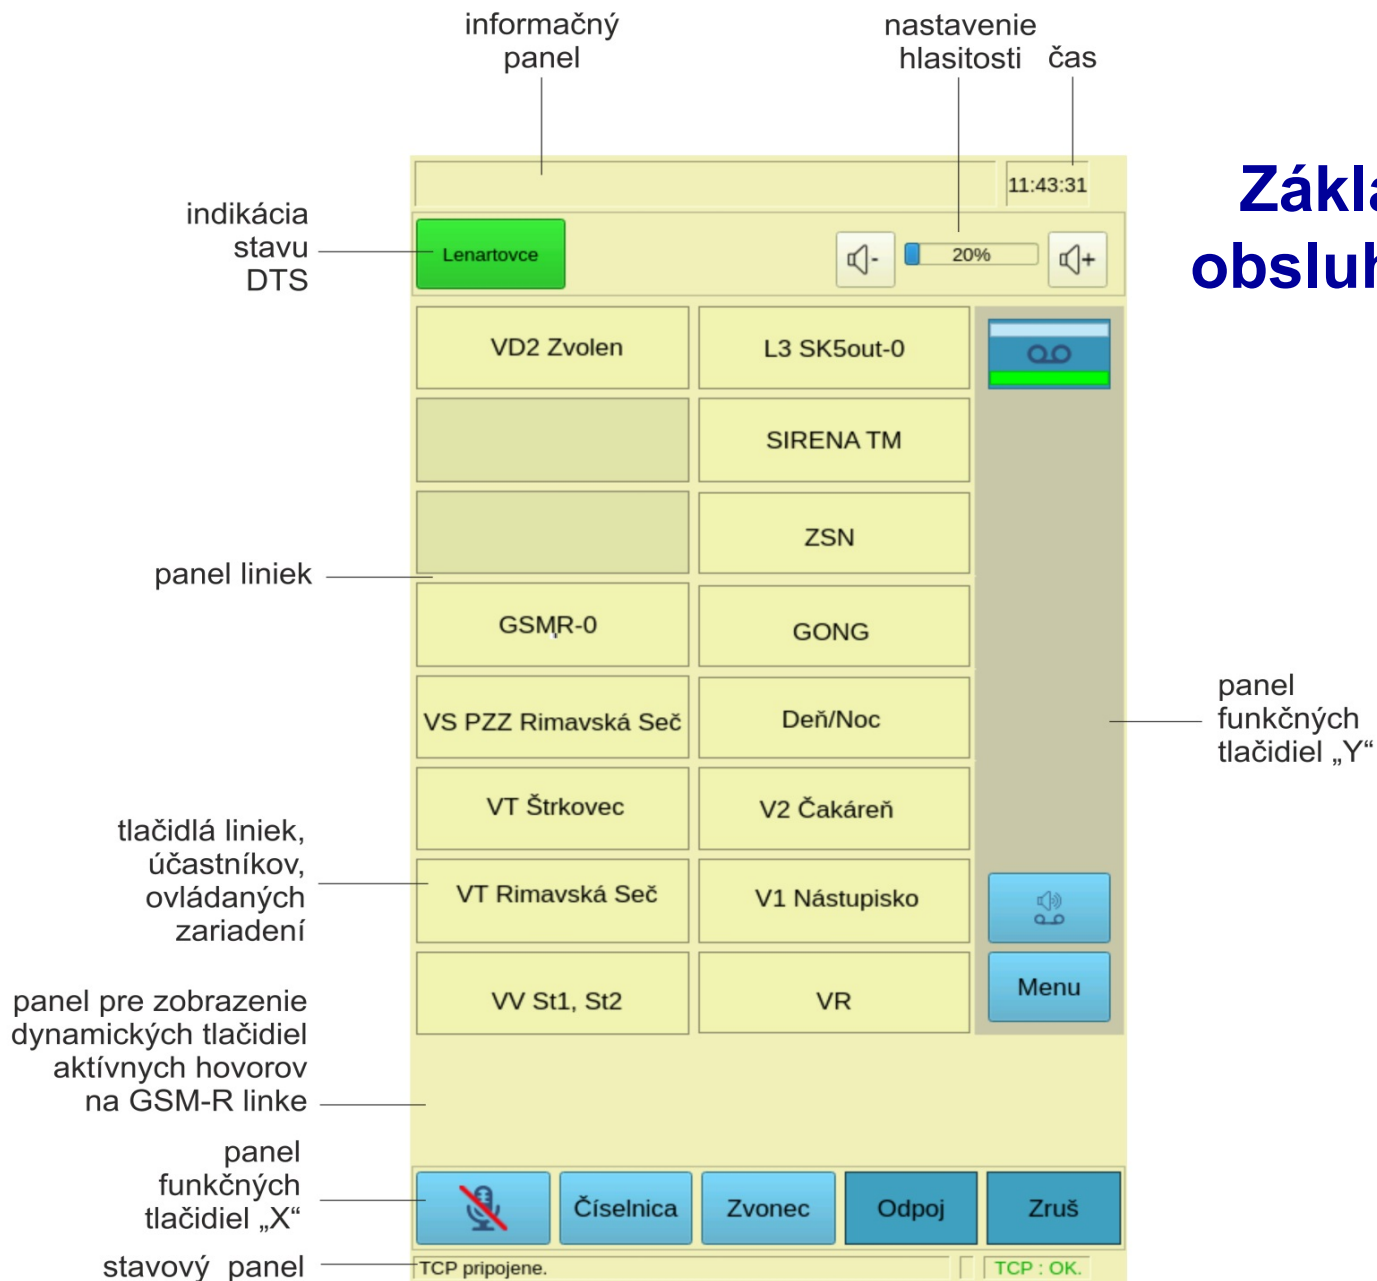 informačný
panel
nastavenie
hlasitosti
čas
11:43:31
Zákla
obsluh
indikácia
stavu
DTS
Lenartovce
-
20%
+
VD2 Zvolen
L3 SK5out-0
SIRENA TM
ZSN
panel liniek
GSMR-0
GONG
panel
funkčných
tlačidiel „Y“
VS PZZ Rimavská Seč
Deň/Noc
VT Štrkovec
V2 Čakáreň
tlačidlá liniek,
účastníkov,
ovládaných
zariadení
VT Rimavská Seč
V1 Nástupisko
VV St1, St2
VR
Menu
panel pre zobrazenie
dynamických tlačidiel
aktívnych hovorov
na GSM-R linke
panel
funkčných
tlačidiel „X“
Číselnica
Zvonec
Odpoj
Zruš
stavový panel
TCP pripojene.
TCP : OK.